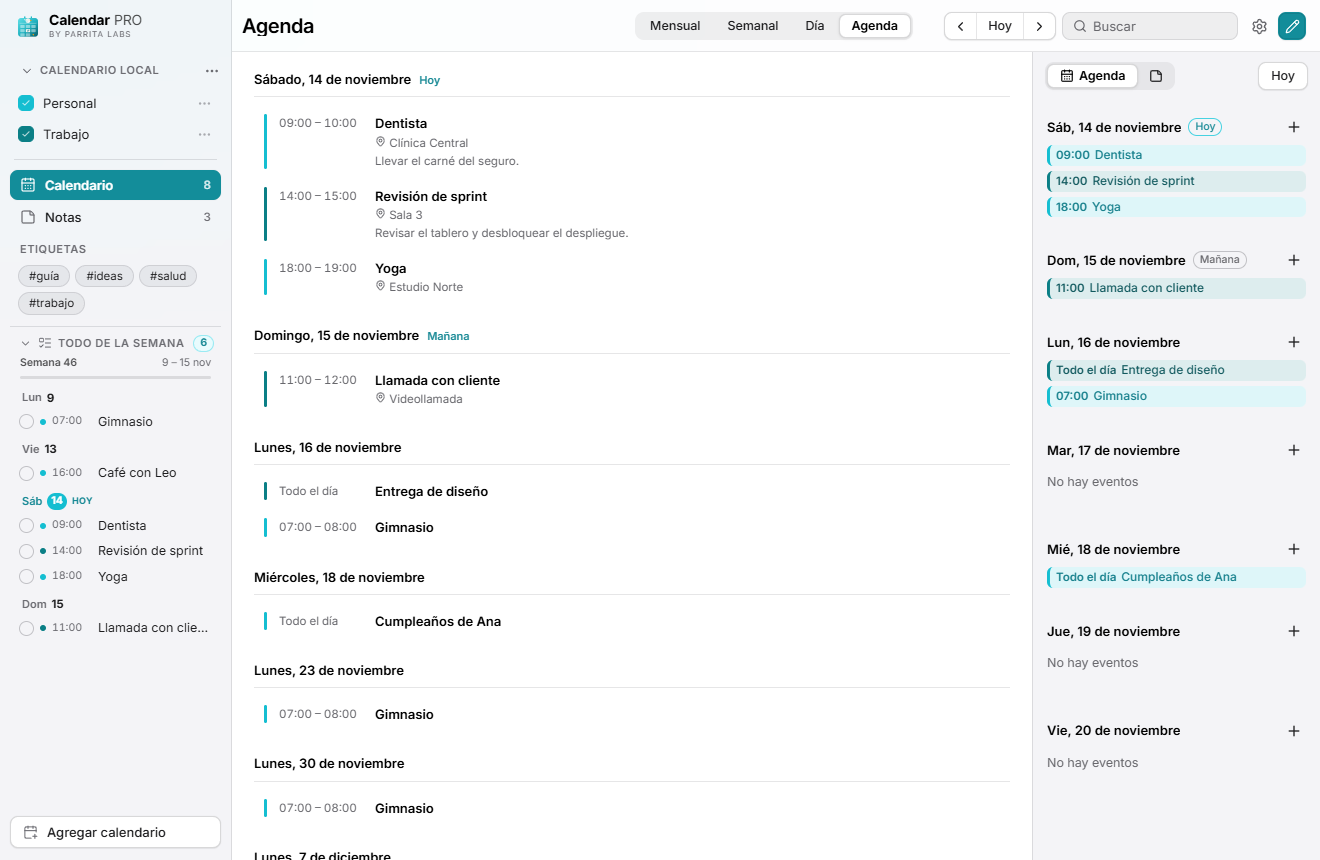 Calendar PRO
BY PARRITA LABS
CALENDARIO LOCAL
Personal
Trabajo
Calendario 8
Notas 3
ETIQUETAS
#guía #ideas #salud
#trabajo
TODO DE LA SEMANA 6
Semana 46 9 – 15 nov
Lun 9
07:00 Gimnasio
Vie 13
16:00 Café con Leo
Sáb 14 HOY
09:00 Dentista
14:00 Revisión de sprint
18:00 Yoga
Dom 15
11:00 Llamada con clie...
Agregar calendario
Agenda
Mensual Semanal Día Agenda
Hoy
Buscar
Sábado, 14 de noviembre Hoy
09:00 – 10:00 Dentista
Clínica Central
Llevar el carné del seguro.
14:00 – 15:00 Revisión de sprint
Sala 3
Revisar el tablero y desbloquear el despliegue.
18:00 – 19:00 Yoga
Estudio Norte
Domingo, 15 de noviembre Mañana
11:00 – 12:00 Llamada con cliente
Videollamada
Lunes, 16 de noviembre
Todo el día Entrega de diseño
07:00 – 08:00 Gimnasio
Miércoles, 18 de noviembre
Todo el día Cumpleaños de Ana
Lunes, 23 de noviembre
07:00 – 08:00 Gimnasio
Lunes, 30 de noviembre
07:00 – 08:00 Gimnasio
Lunes, 7 de diciembre
Agenda
Hoy
Sáb, 14 de noviembre Hoy
09:00 Dentista
14:00 Revisión de sprint
18:00 Yoga
Dom, 15 de noviembre Mañana
11:00 Llamada con cliente
Lun, 16 de noviembre
Todo el día Entrega de diseño
07:00 Gimnasio
Mar, 17 de noviembre
No hay eventos
Mié, 18 de noviembre
Todo el día Cumpleaños de Ana
Jue, 19 de noviembre
No hay eventos
Vie, 20 de noviembre
No hay eventos